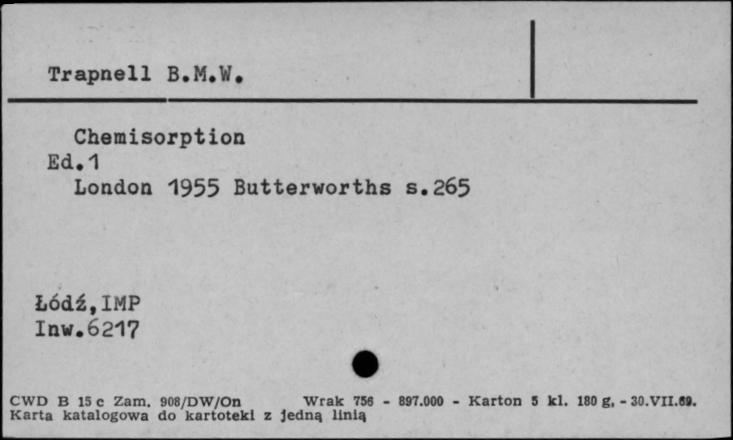 Trapnell B.M.W.
Chemisorption
Ed.1
London 1955 Butterworths s.265
Łódź,IMP
Inw.6217
CWD B 15 c Zam. 908/DW/On Wrak 756 - 897.000 - Karton 5 kl. 180 g. - 30.VII.69.
Karta katalogowa do kartoteki z jedną linią